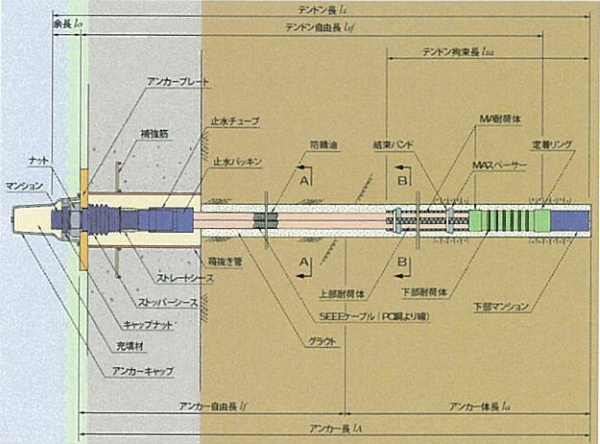 テンドン長 ls
余長 lo
テンドン自由長 lsf
テンドン拘束長 lsa
アンカープレート
止水チューブ
MA耐荷体
補強筋
防錆油
結束バンド
定着リング
ナット
止水パッキン
MAスペーサー
マンション
A
B
A
B
箱抜き管
ストレートシース
上部耐荷体
下部耐荷体
ストッパーシース
SEEEケーブル(PC鋼より線)
下部マンション
キャップナット
グラウト
充填材
アンカーキャップ
アンカー自由長 lf
アンカー体長 la
アンカー長 lA